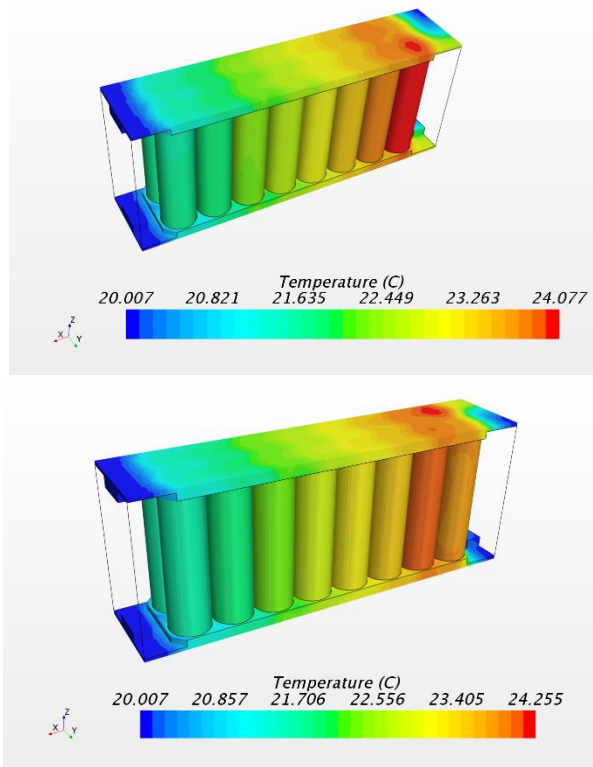 Temperature (C)
20.007 20.821 21.635 22.449 23.263 24.077
Z
X Y
Temperature (C)
20.007 20.857 21.706 22.556 23.405 24.255
Z
X Y